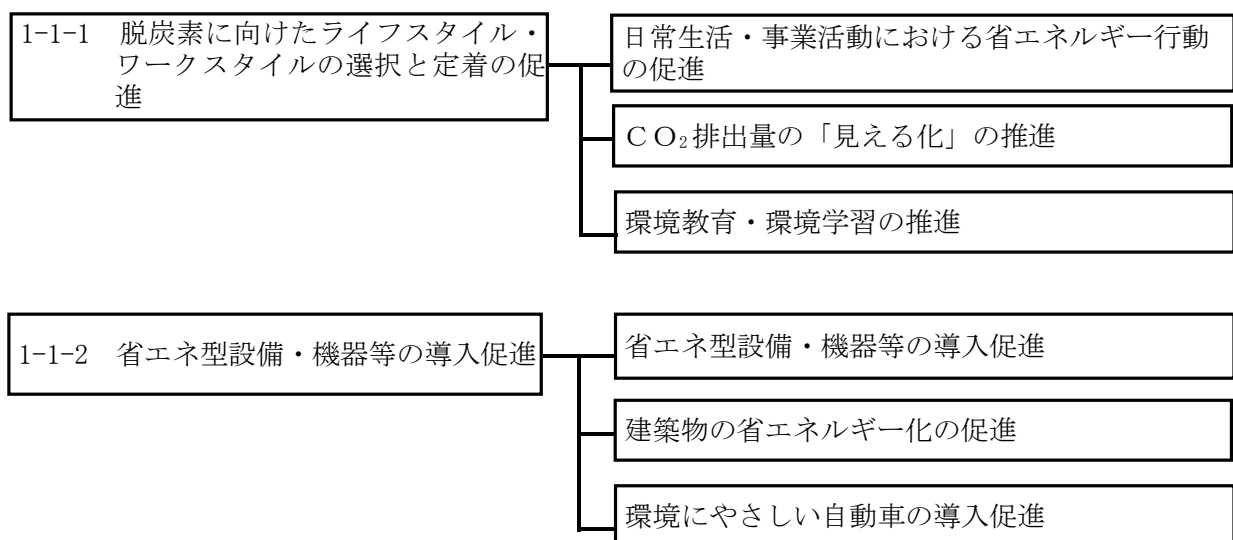 1-1-1 脱炭素に向けたライフスタイル・
ワークスタイルの選択と定着の促
進
日常生活・事業活動における省エネルギー行動
の促進
ＣＯ₂排出量の「見える化」の推進
環境教育・環境学習の推進
1-1-2 省エネ型設備・機器等の導入促進
省エネ型設備・機器等の導入促進
建築物の省エネルギー化の促進
環境にやさしい自動車の導入促進